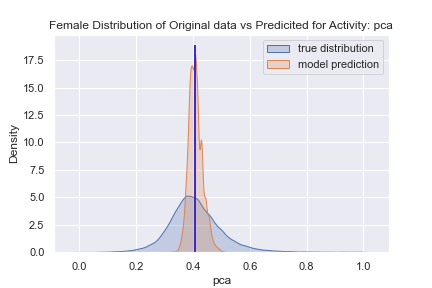 Female Distribution of Original data vs Predicited for Activity: pca
true distribution
model prediction
17.5
15.0
12.5
10.0
7.5
5.0
2.5
0.0
Density
0.0 0.2 0.4 0.6 0.8 1.0
pca